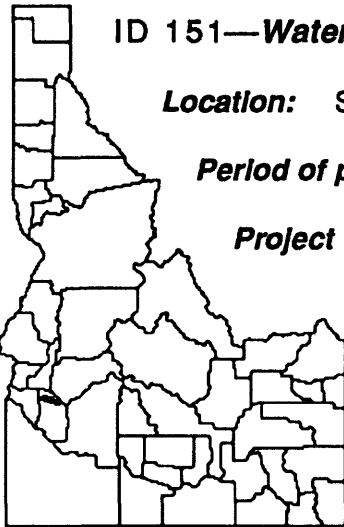 ID 151—Water
Location: S
Period of p
Project